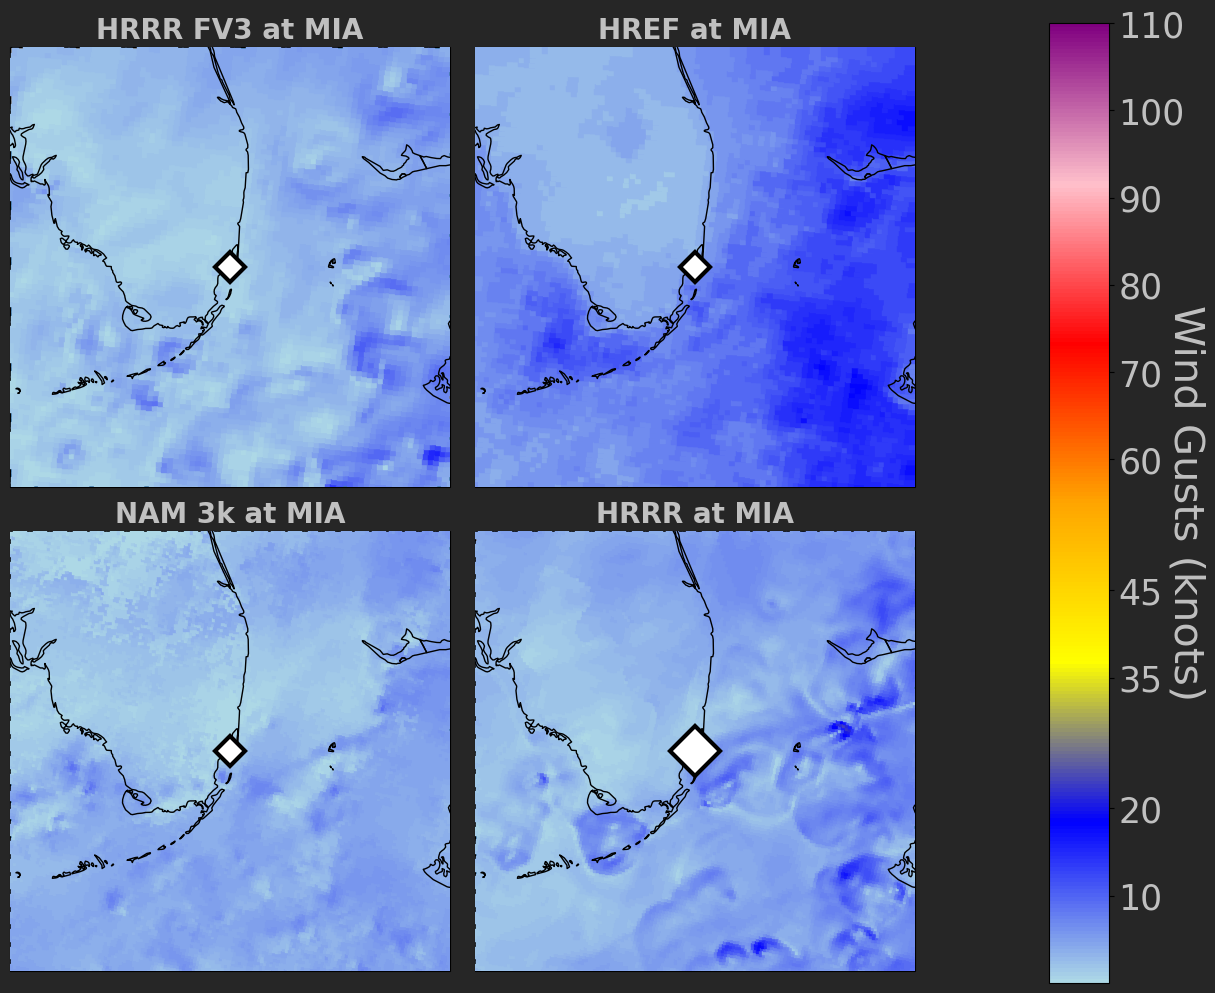 HRRR FV3 at MIA
HREF at MIA
NAM 3k at MIA
HRRR at MIA
110
100
90
80
70
60
45
35
20
10
Wind Gusts (knots)